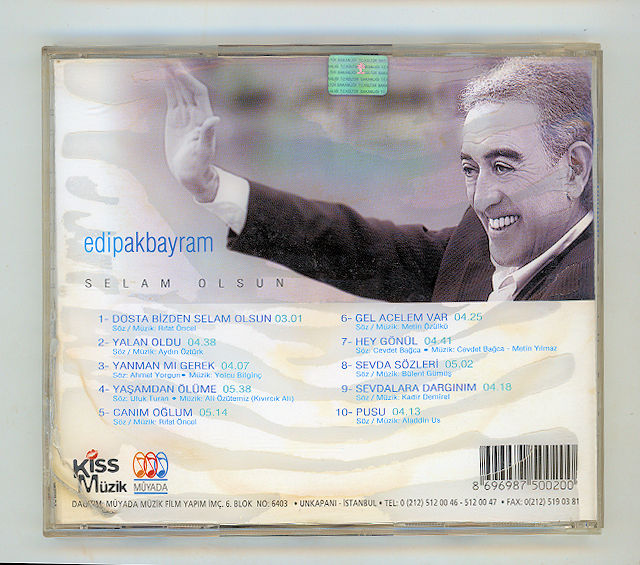 edipakbayram
SELAM OLSUN
1- DOSTA BİZDEN SELAM OLSUN 03.01
Söz / Müzik: Rıfat Öncel
2- YALAN OLDU 04.38
Söz / Müzik: Aydın Öztürk
3- YANMAN MI GEREK 04.07
Söz: Ahmet Yorgun • Müzik: Yolcu Bilginç
4- YAŞAMDAN ÖLÜME 05.38
Söz: Uluk Turan • Müzik: Ali Özütemiz (Kıvırcık Ali)
5- CANIM OĞLUM 05.14
Söz / Müzik: Rıfat Öncel
6- GEL ACELEM VAR 04.25
Söz / Müzik: Metin Özülkü
7- HEY GÖNÜL 04.41
Söz: Cevdet Bağca • Müzik: Cevdet Bağca - Metin Yılmaz
8- SEVDA SÖZLERİ 05.02
Söz / Müzik: Bülent Gümüş
9- SEVDALARA DARGINIM 04.18
Söz / Müzik: Kadir Demirel
10- PUSU 04.13
Söz / Müzik: Aladdin Us
KISS
Müzik
MÜYADA
8 696987 500200
DAĞITIM: MÜYADA MÜZİK FİLM YAPIM İMÇ. 6. BLOK NO: 6403 • UNKAPANI - İSTANBUL • TEL: 0 (212) 512 00 46 - 512 00 47 • FAX: 0(212) 519 03 81